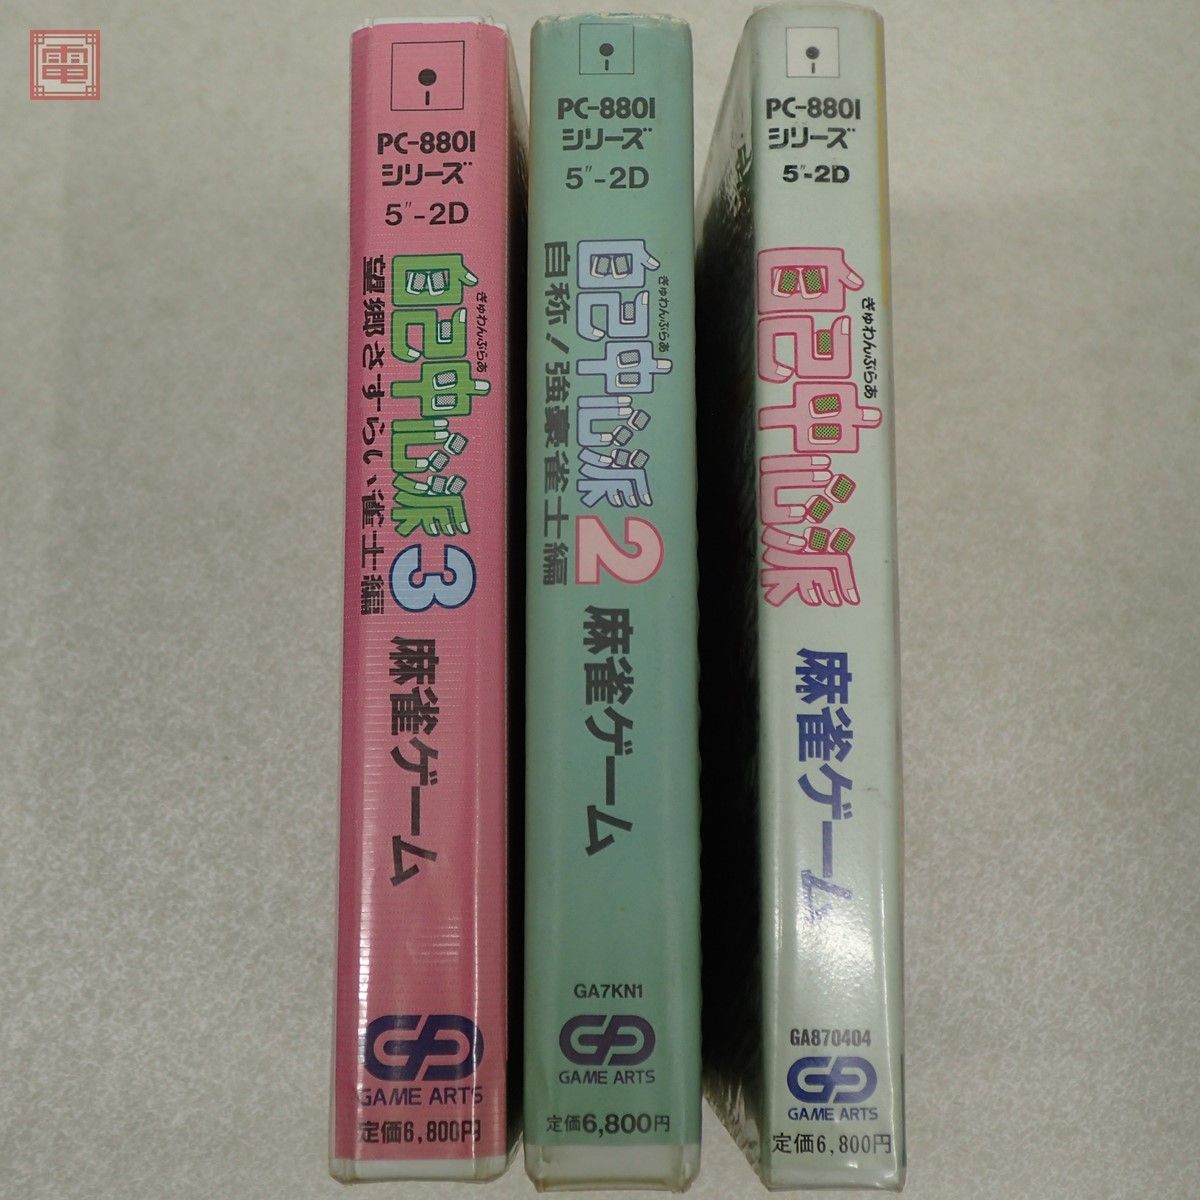 電
PC-8801
シリーズ
5"-2D
ぎゅわんぶらあ
自己中心派3
望郷さすらい雀士編
麻雀ゲーム
GAME ARTS
定価6,800円
PC-8801
シリーズ
5"-2D
ぎゅわんぶらあ
自己中心派2
自称!強豪雀士編
麻雀ゲーム
GA7KN1
GAME ARTS
定価6,800円
PC-8801
シリーズ
5"-2D
ぎゅわんぶらあ
自己中心派
麻雀ゲーム
GA870404
GAME ARTS
定価6,800円